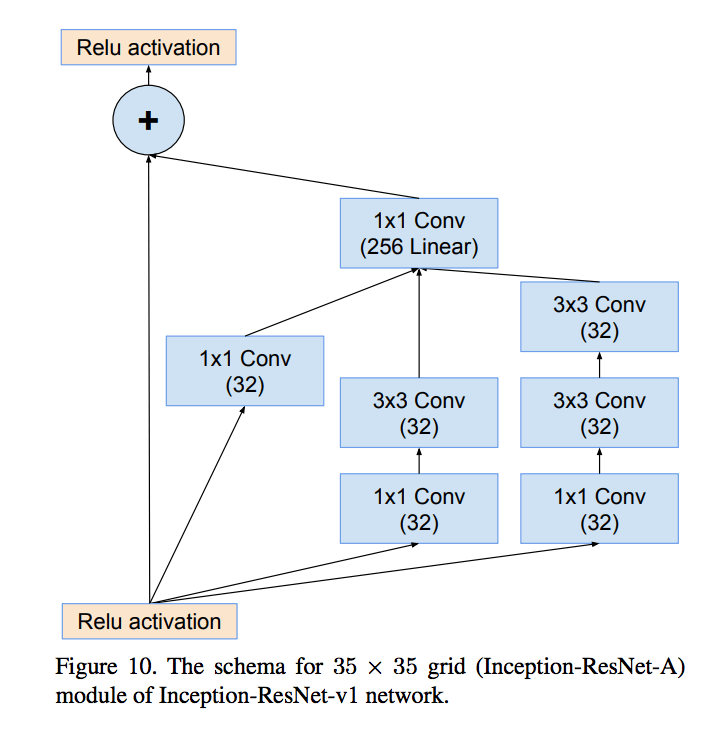 Relu activation
+
1x1 Conv
(256 Linear)
3x3 Conv
(32)
1x1 Conv
(32)
3x3 Conv
(32)
3x3 Conv
(32)
1x1 Conv
(32)
1x1 Conv
(32)
Relu activation
Figure 10. The schema for 35 × 35 grid (Inception-ResNet-A)
module of Inception-ResNet-v1 network.